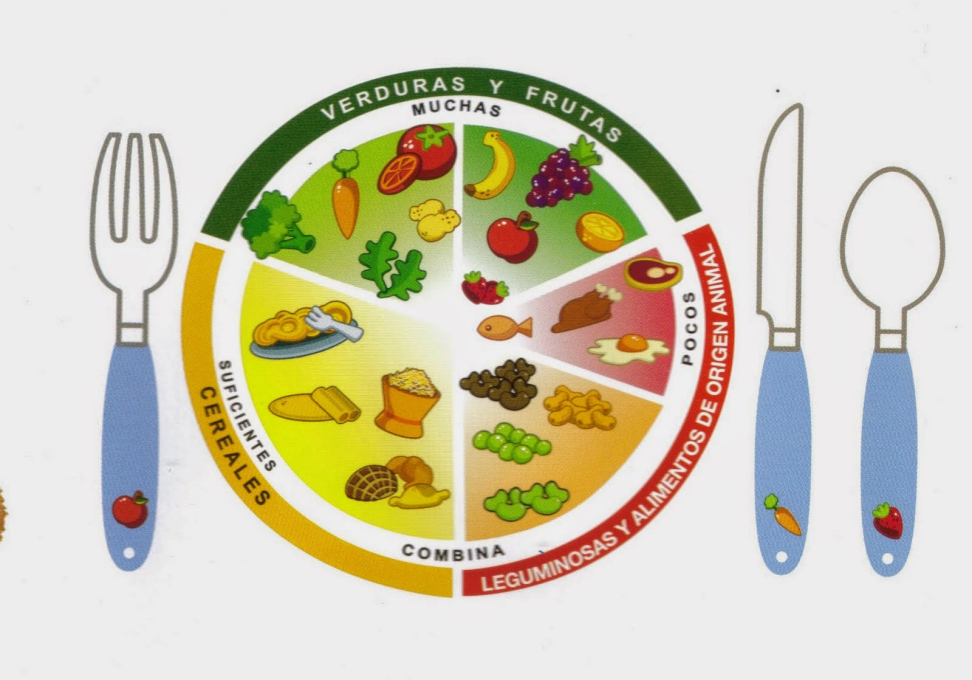 VERDURAS Y FRUTAS
MUCHAS
POCOS
LEGUMINOSAS Y ALIMENTOS DE ORIGEN ANIMAL
SUFICIENTES
CEREALES
COMBINA